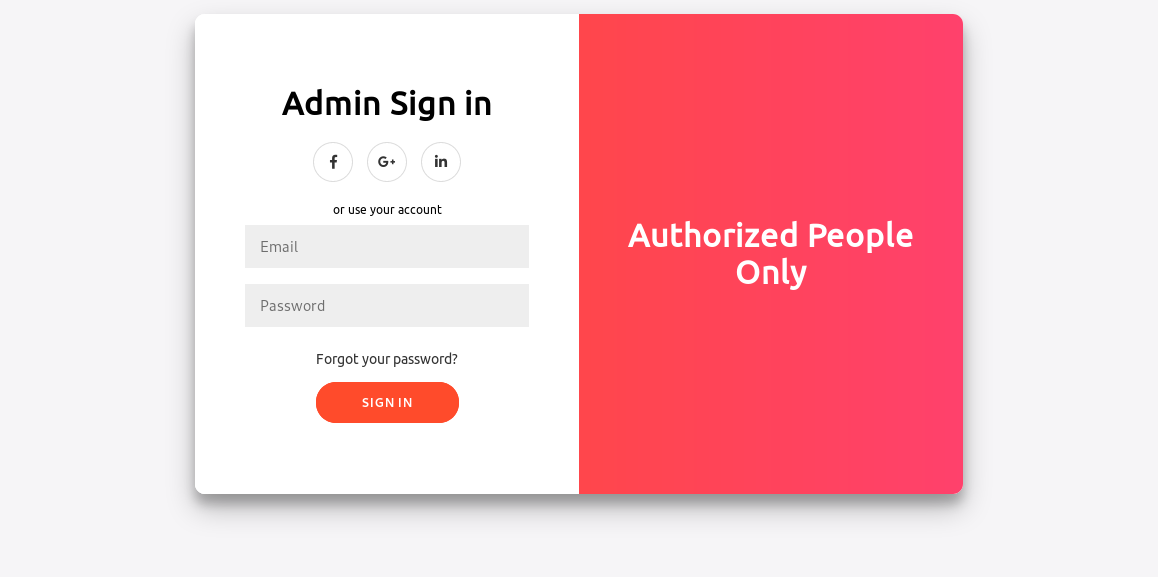 Admin Sign in
f
G+
in
or use your account
Email
Password
Forgot your password?
SIGN IN
Authorized People
Only